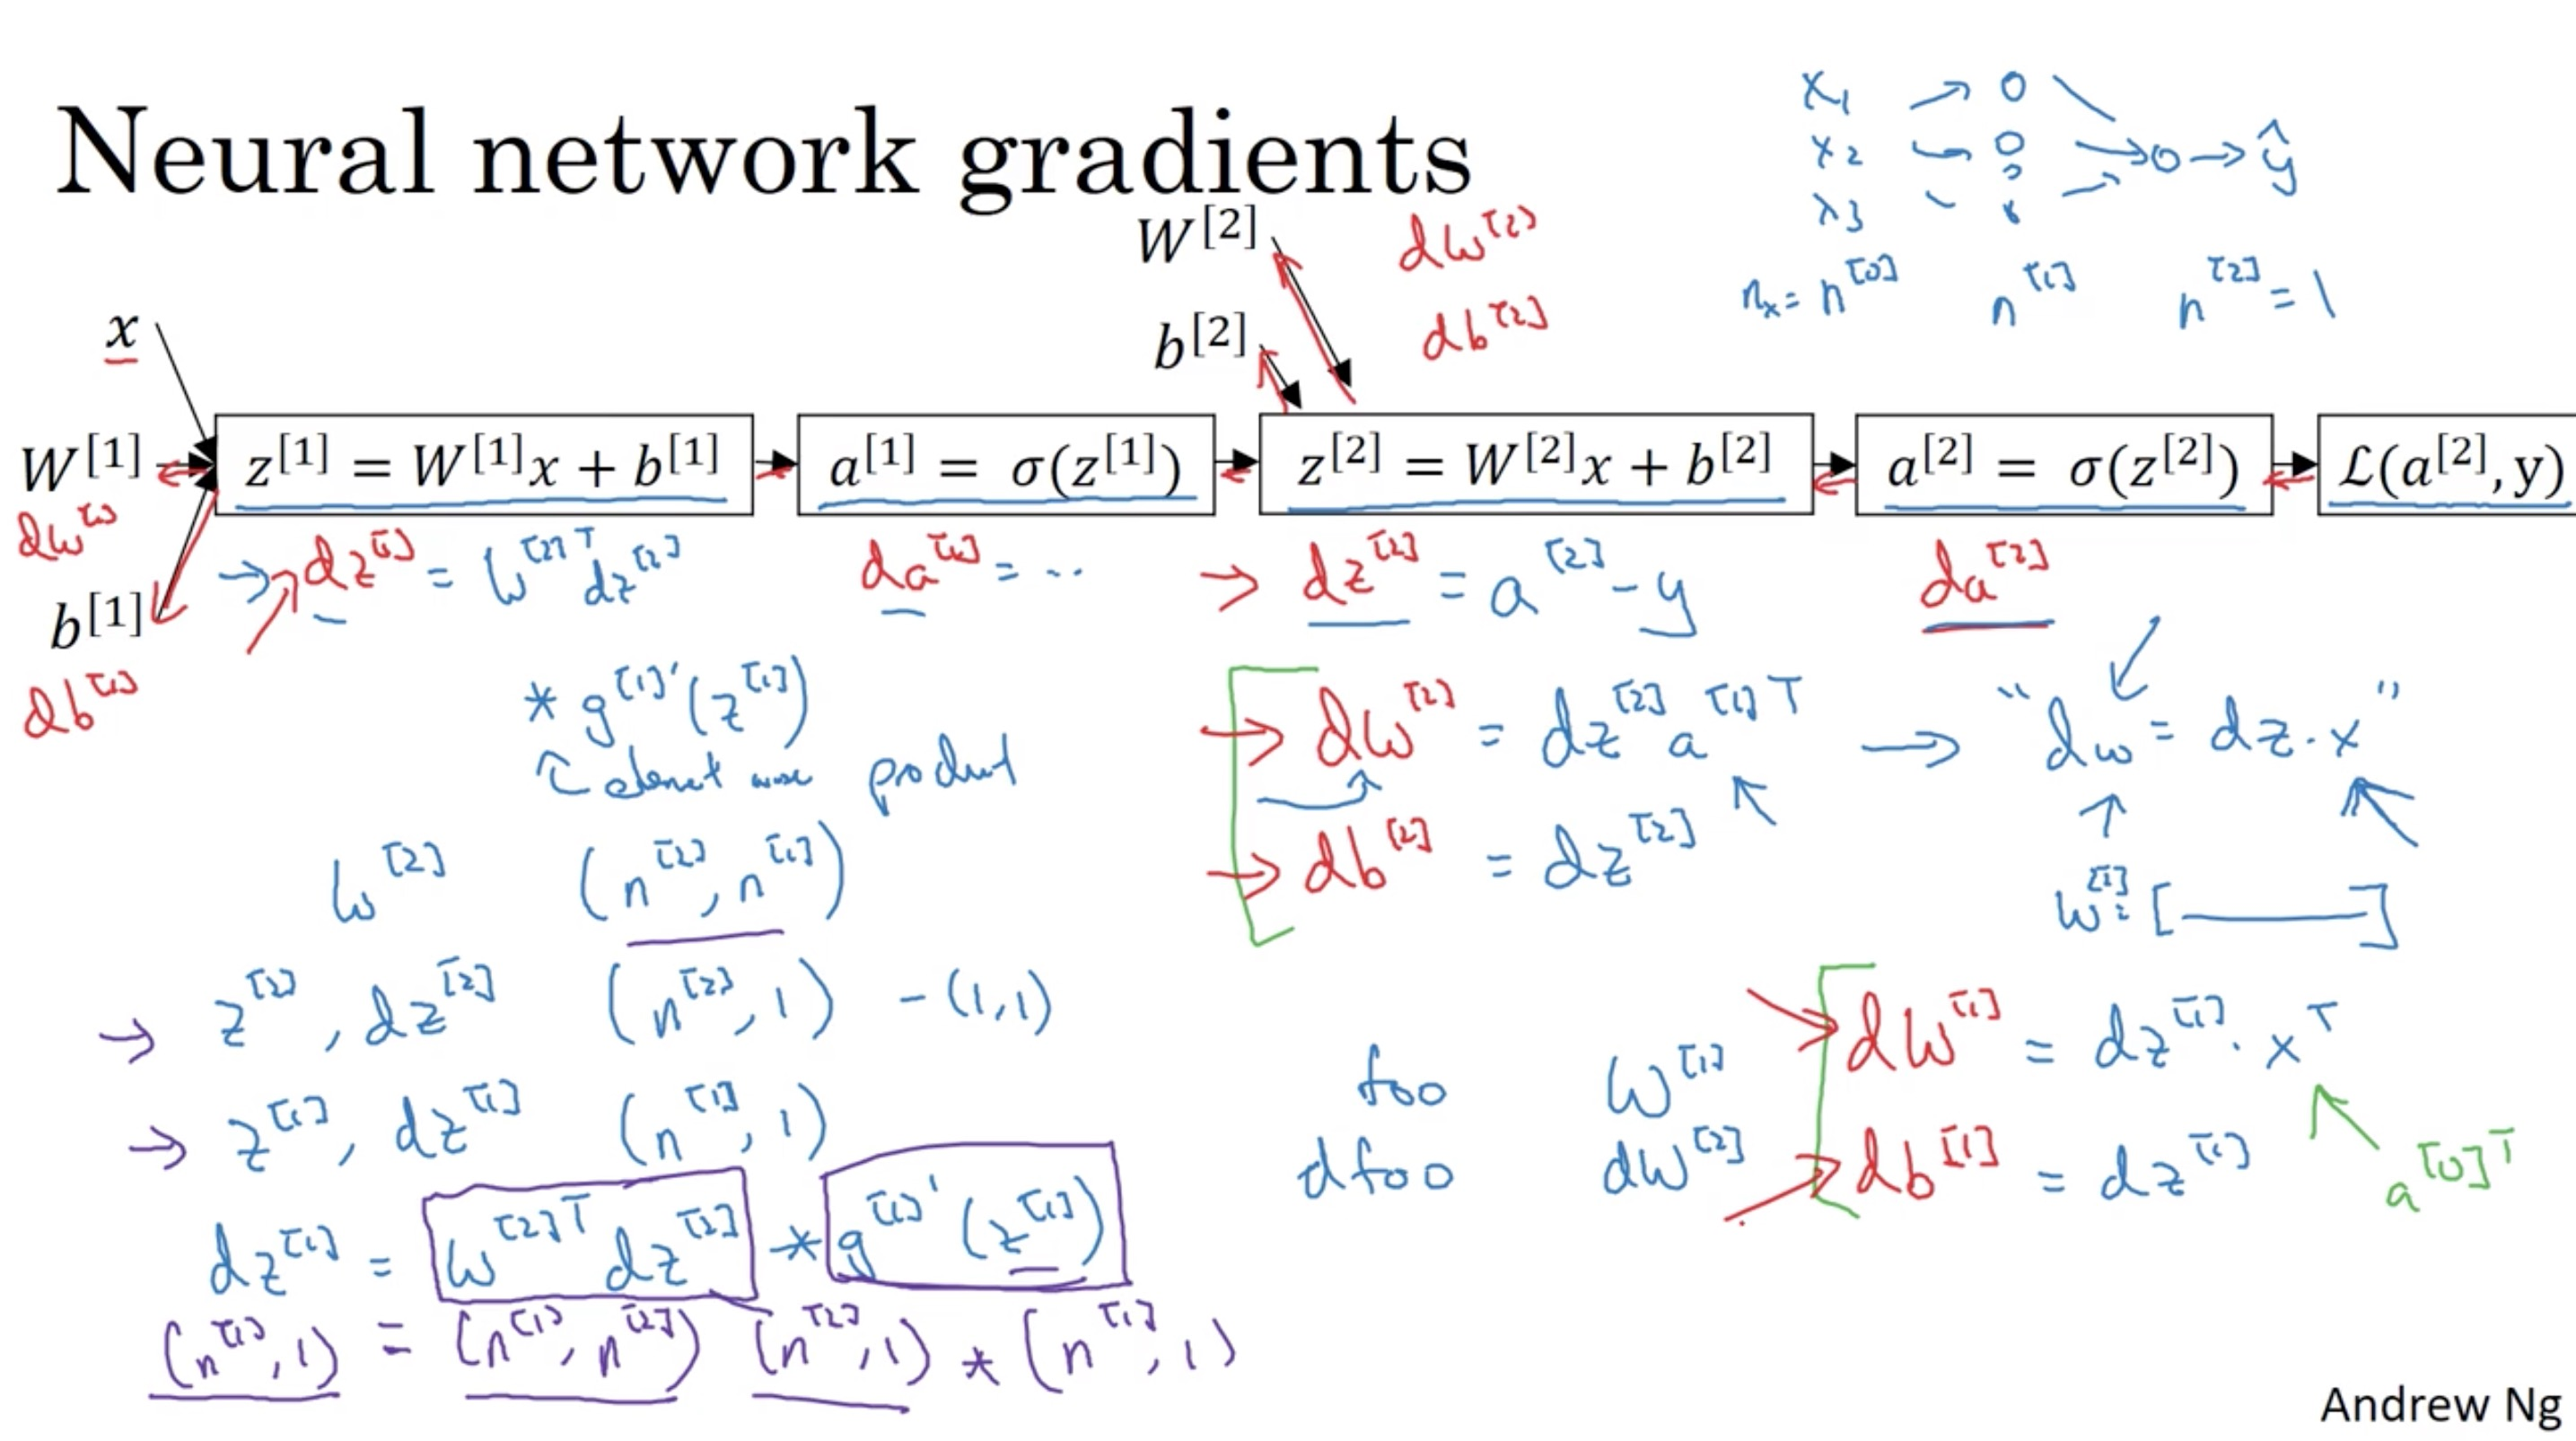 Neural network gradients
x₁
x₂
x₃
ŷ
nₓ = n^[0] n^[1] n^[2] = 1
W^[2] dW^[2]
b^[2] db^[2]
x
W^[1] z^[1] = W^[1]x + b^[1] a^[1] = σ(z^[1]) z^[2] = W^[2]x + b^[2] a^[2] = σ(z^[2]) ℒ(a^[2], y)
dW^[1]
b^[1]
db^[1]
→ dz^[1] = W^[2]T dz^[2]
* g^[1]'(z^[1])
↑ element wise product
da^[1] = ..
→ dz^[2] = a^[2] - y
da^[2]
→ dW^[2] = dz^[2] a^[1]T → "dw = dz · x"
→ db^[2] = dz^[2]
W^[2] (n^[2], n^[1])
→ z^[2], dz^[2] (n^[2], 1) - (1,1)
→ z^[1], dz^[1] (n^[1], 1)
dz^[1] = W^[2]T dz^[2] * g^[1]'(z^[1])
(n^[1], 1) = (n^[1], n^[2]) (n^[2], 1) * (n^[1], 1)
foo W^[1]
dfoo dW^[2]
dW^[1] = dz^[1] · x^T
db^[1] = dz^[1]
a^[0]T
Andrew Ng